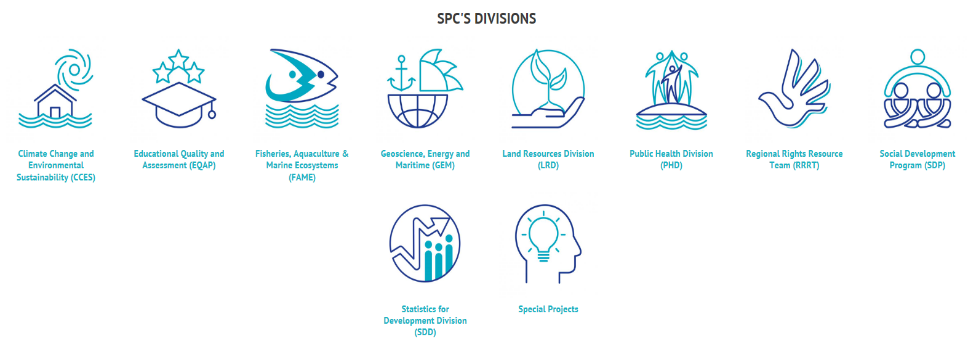 SPC'S DIVISIONS
Climate Change and
Environmental
Sustainability (CCES)
Educational Quality and
Assessment (EQAP)
Fisheries, Aquaculture &
Marine Ecosystems
(FAME)
Geoscience, Energy and
Maritime (GEM)
Land Resources Division
(LRD)
Public Health Division
(PHD)
Regional Rights Resource
Team (RRRT)
Social Development
Program (SDP)
Statistics for
Development Division
(SDD)
Special Projects